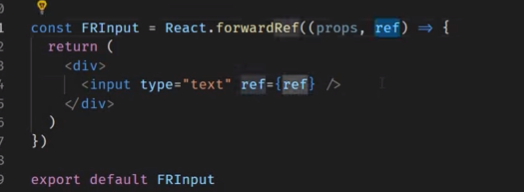 const FRInput = React.forwardRef((props, ref) => {
return (
<div>
<input type="text" ref={ref} />
</div>
)
})
export default FRInput